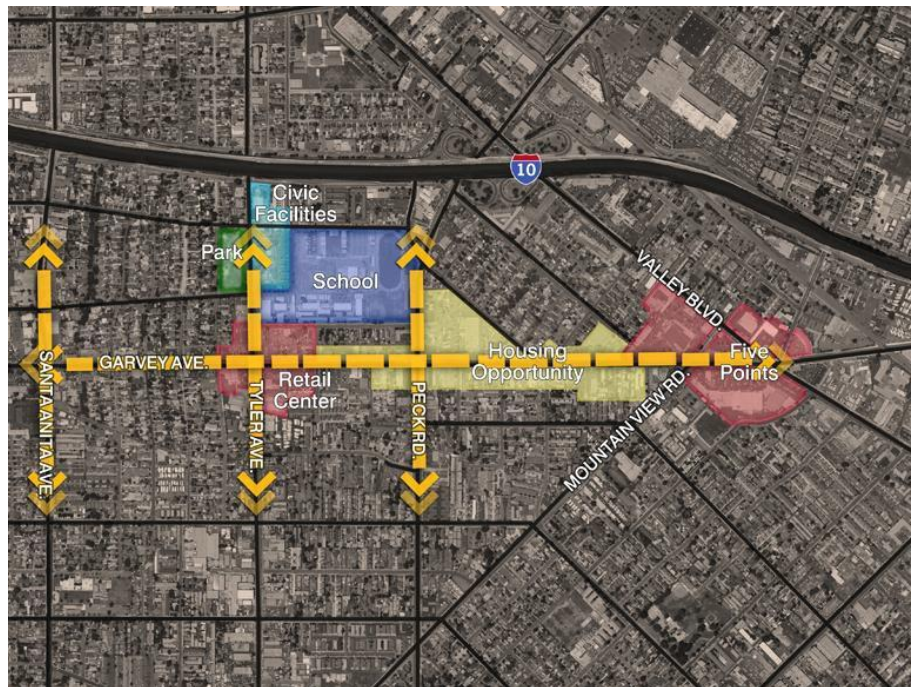 10
Civic
Facilities
Park
School
VALLEY BLVD.
GARVEY AVE.
Housing
Opportunity
Five
Points
Retail
Center
SANTA ANITA AVE.
TYLER AVE.
PECK RD.
MOUNTAIN VIEW RD.